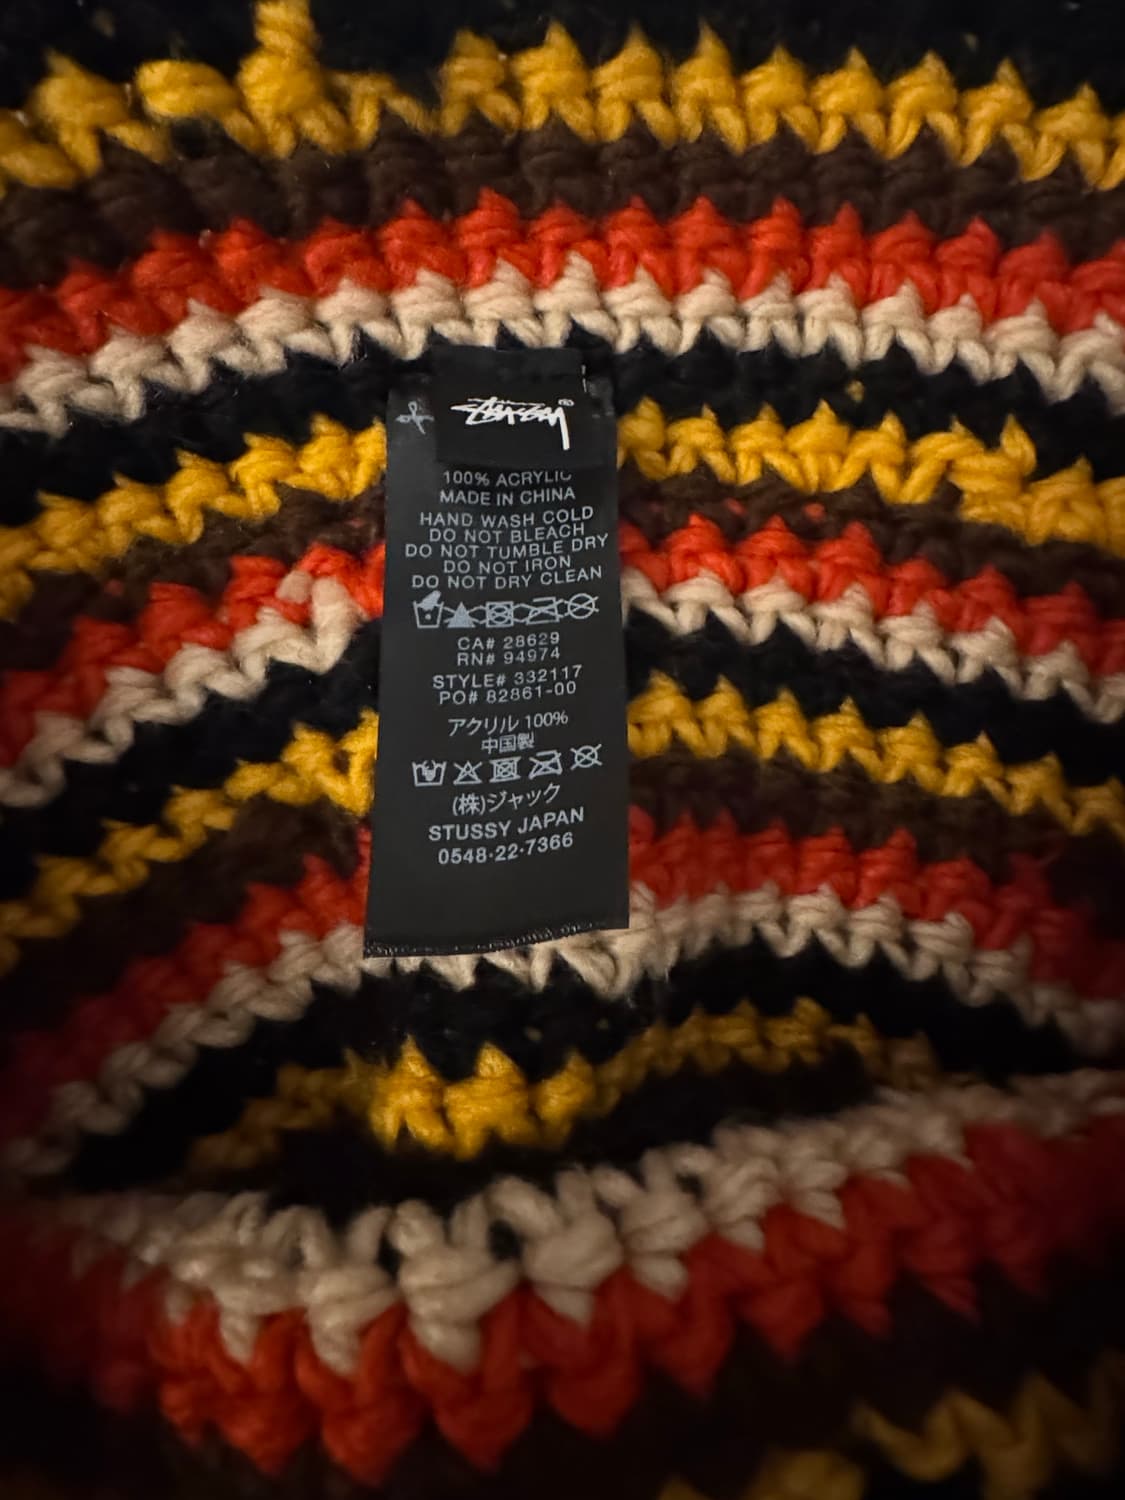 STÜSSY®
100% ACRYLIC
MADE IN CHINA
HAND WASH COLD
DO NOT BLEACH
DO NOT TUMBLE DRY
DO NOT IRON
DO NOT DRY CLEAN
CA# 28629
RN# 94974
STYLE# 332117
PO# 82861-00
アクリル 100%
中国製
(株)ジャック
STUSSY JAPAN
0548-22-7366